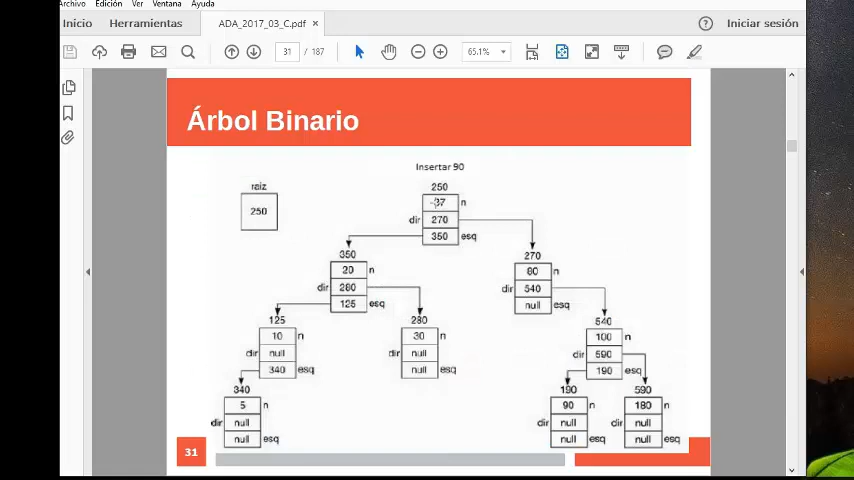 Archivo Edición Ver Ventana Ayuda
Inicio Herramientas ADA_2017_03_C.pdf × ? Iniciar sesión
31 / 187 65.1%
Árbol Binario
Insertar 90
raiz 250
250 37 n
dir 270
350 esq
350 270
20 n 80 n
dir 280 dir 540
125 esq null esq
125 280 540
10 n 30 n 100 n
dir null dir null dir 590
340 esq null esq 190 esq
340 190 590
5 n 90 n 180 n
dir null dir null dir null
null esq null esq null esq
31